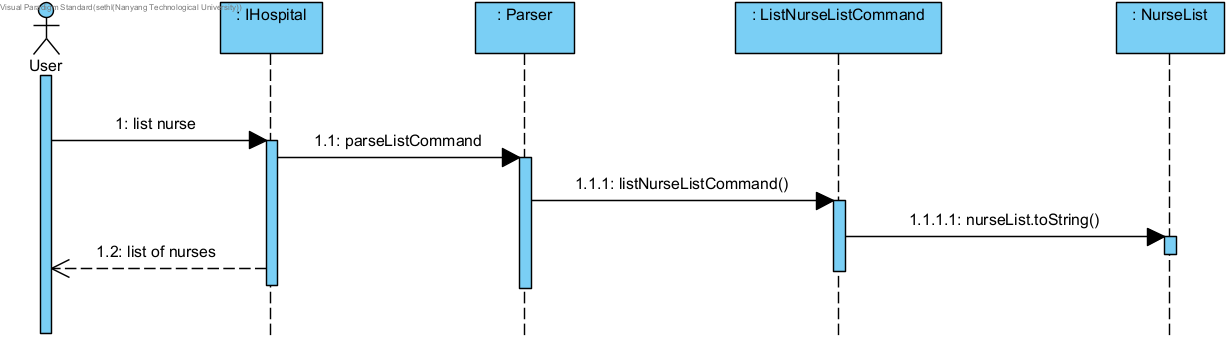 Visual Paradigm Standard(sethl(Nanyang Technological University))
: IHospital
: Parser
: ListNurseListCommand
: NurseList
User
1: list nurse
1.1: parseListCommand
1.1.1: listNurseListCommand()
1.1.1.1: nurseList.toString()
1.2: list of nurses